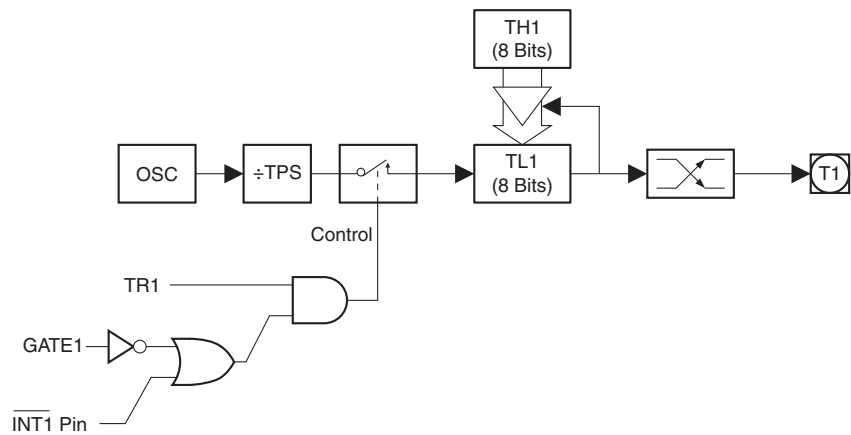 TH1
(8 Bits)
OSC
÷TPS
TL1
(8 Bits)
T1
Control
TR1
GATE1
INT1 Pin